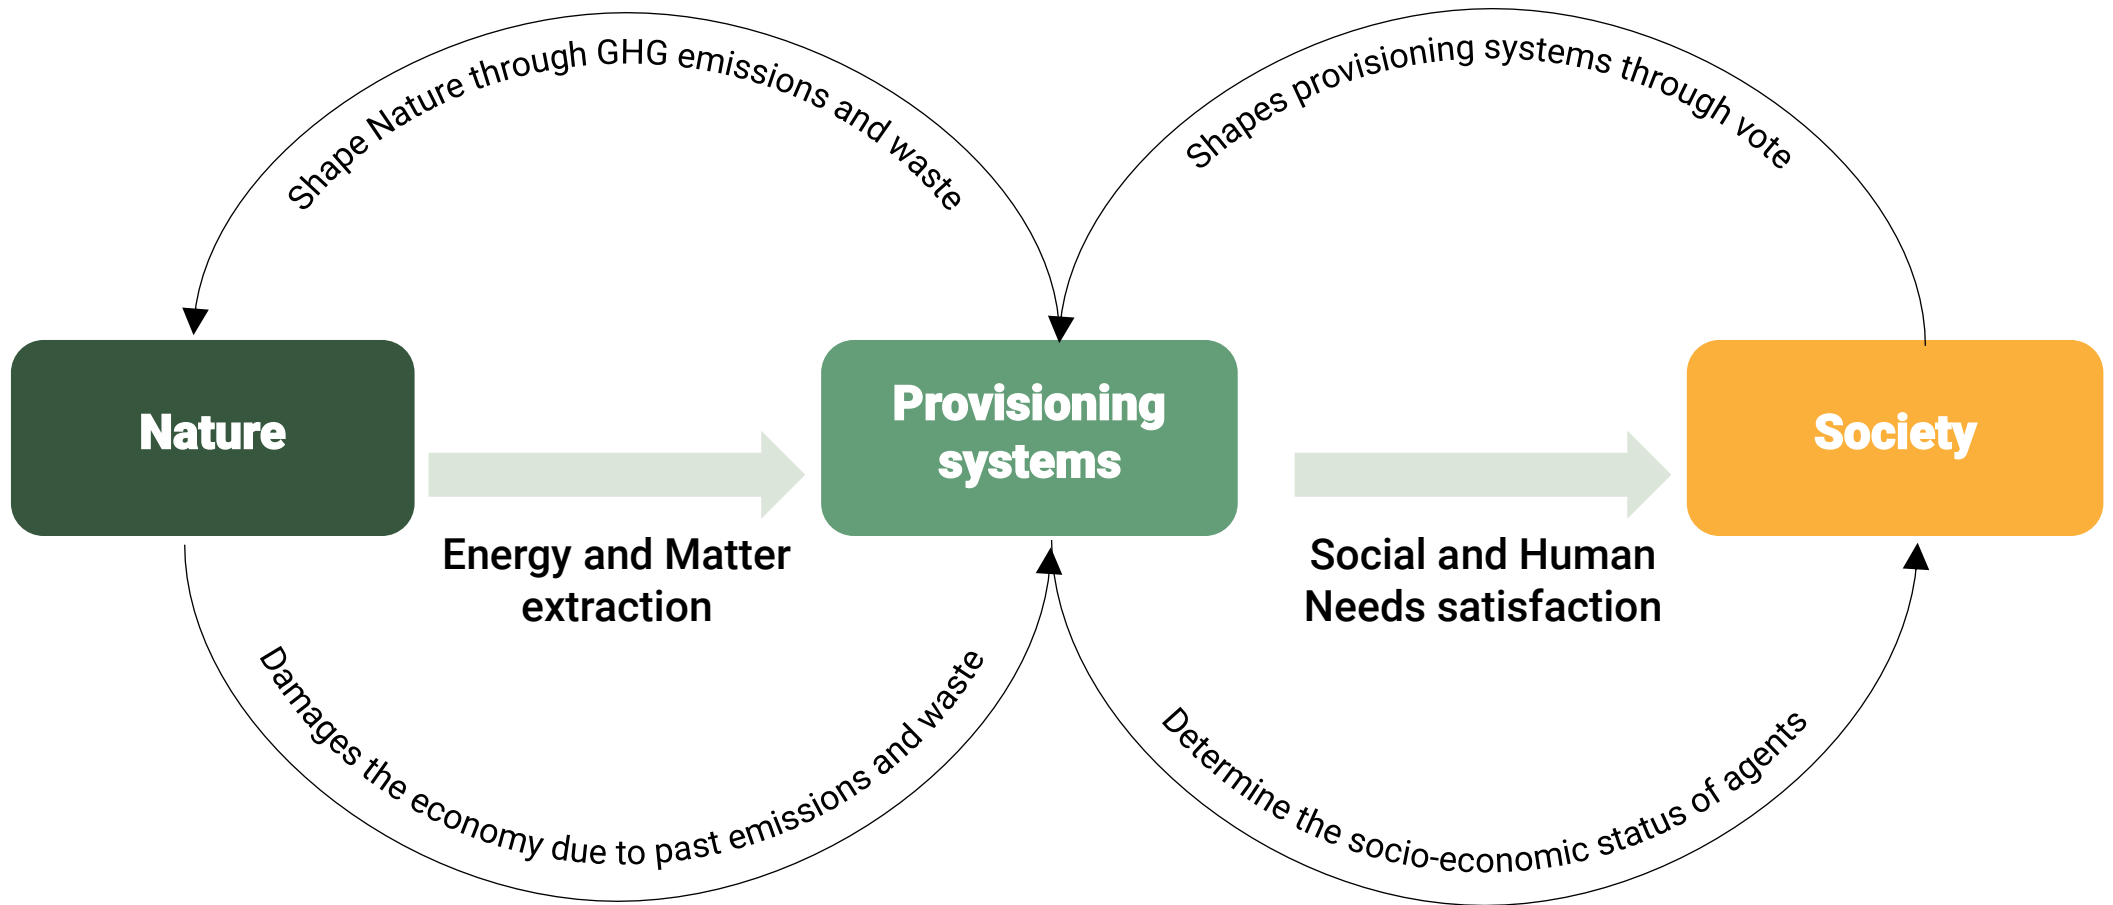 Shape Nature through GHG emissions and waste
Shapes provisioning systems through vote
Nature
Provisioning
systems
Society
Energy and Matter
extraction
Social and Human
Needs satisfaction
Damages the economy due to past emissions and waste
Determine the socio-economic status of agents